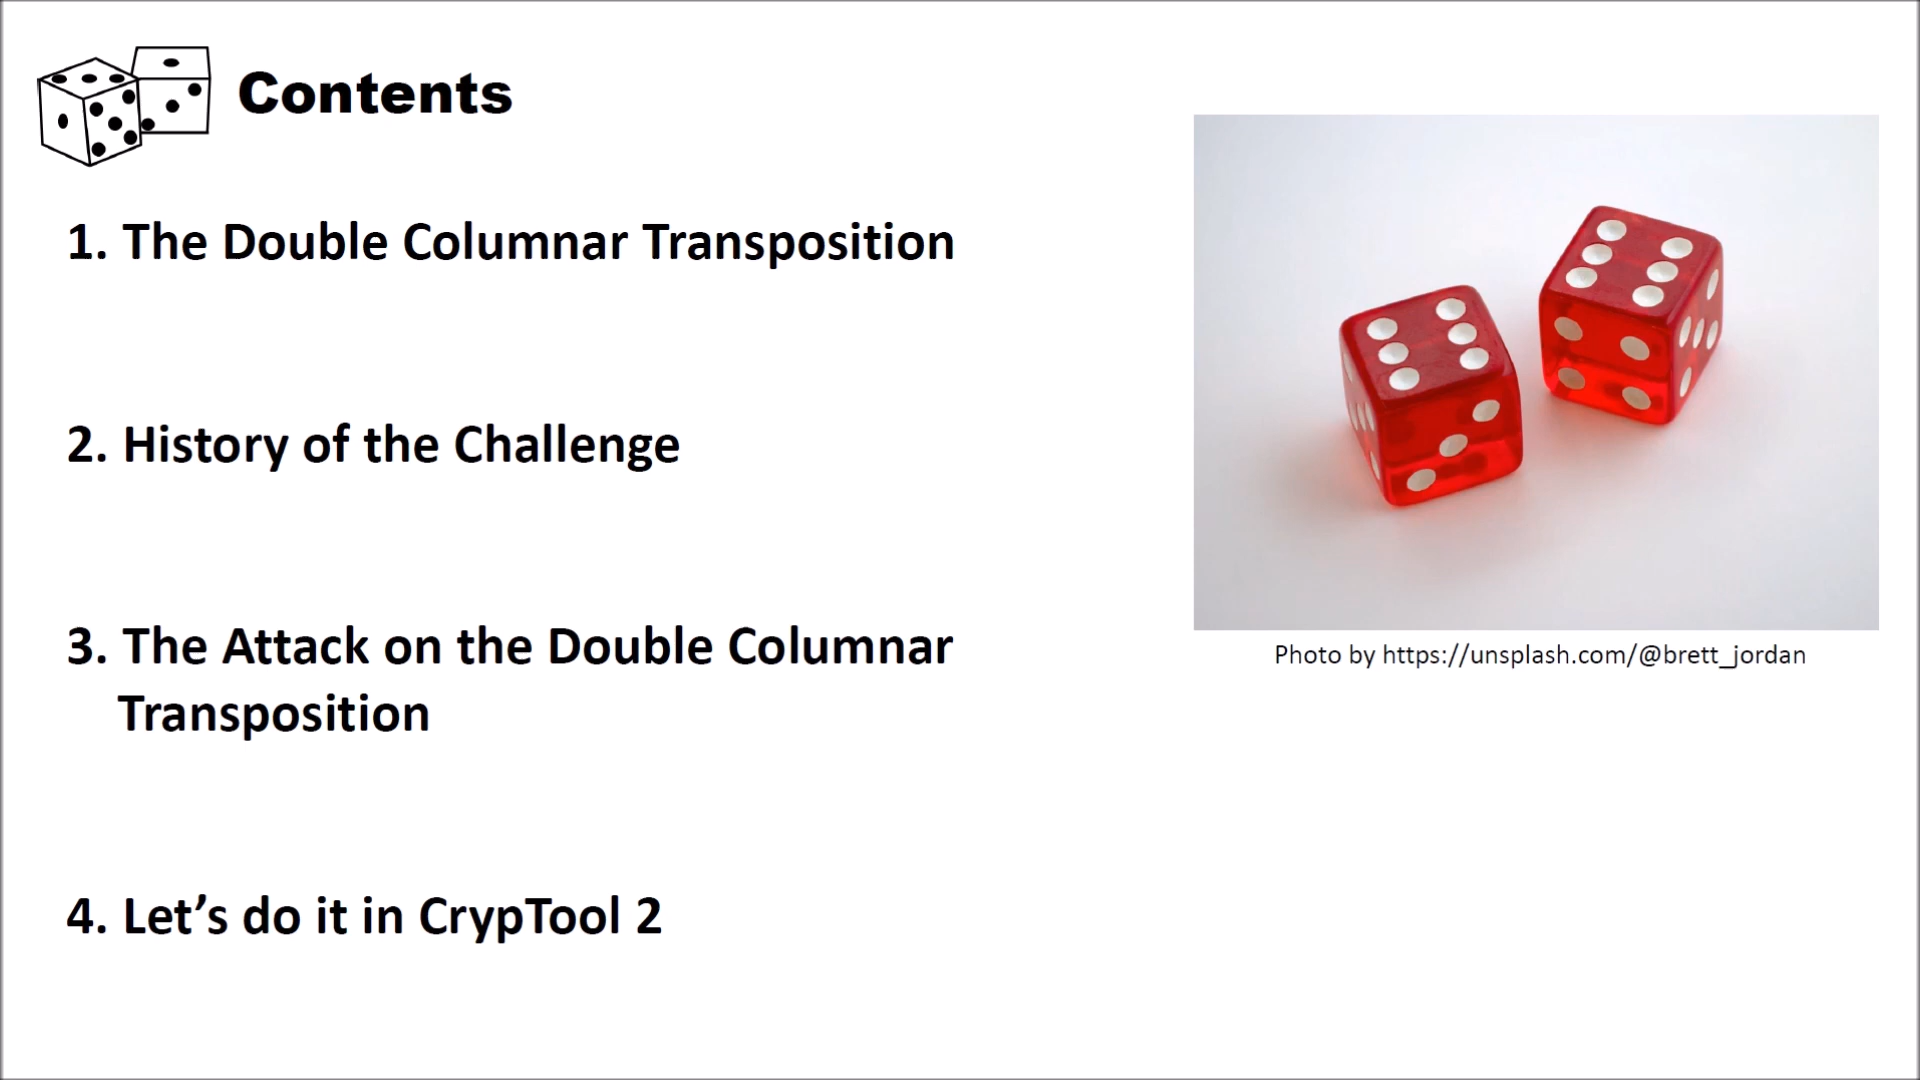 Contents
1. The Double Columnar Transposition
2. History of the Challenge
3. The Attack on the Double Columnar
Transposition
4. Let’s do it in CrypTool 2
Photo by https://unsplash.com/@brett_jordan